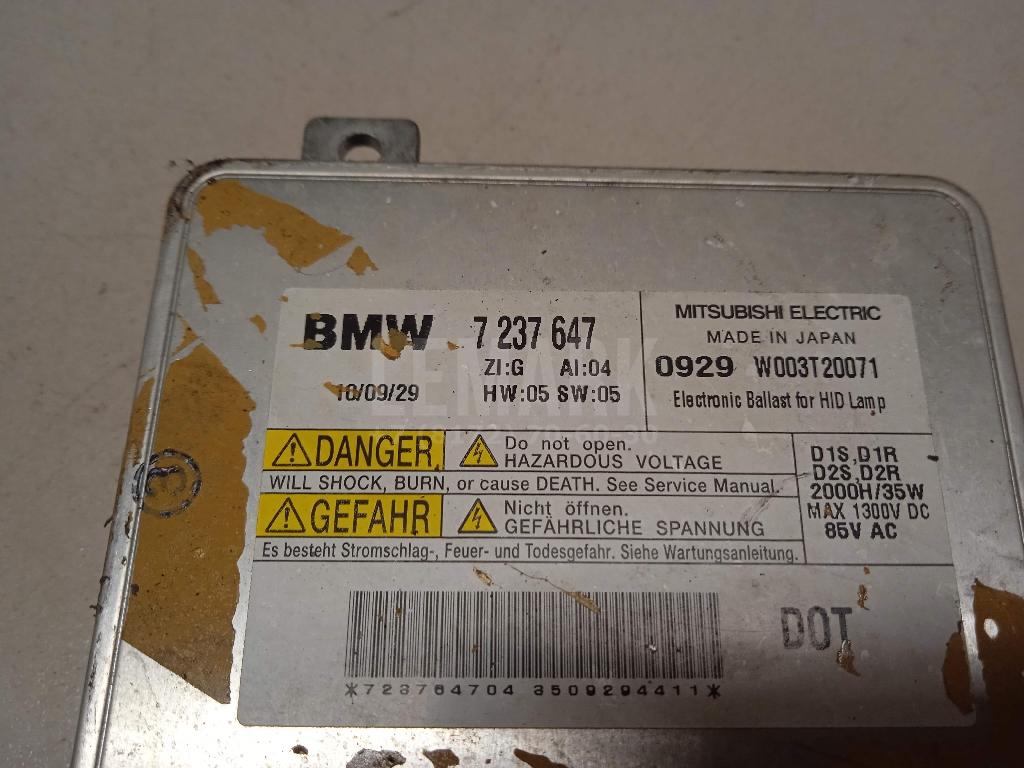 BMW 7 237 647
ZI:G AI:04
10/09/29 HW:05 SW:05
MITSUBISHI ELECTRIC
MADE IN JAPAN
0929 W003T20071
Electronic Ballast for HID Lamp
LEMARK
DANGER Do not open.
HAZARDOUS VOLTAGE
WILL SHOCK, BURN, or cause DEATH. See Service Manual.
GEFAHR Nicht öffnen.
GEFÄHRLICHE SPANNUNG
Es besteht Stromschlag-, Feuer- und Todesgefahr. Siehe Wartungsanleitung.
D1S,D1R
D2S,D2R
2000H/35W
MAX 1300V DC
85V AC
DOT
*723764704 3509294411*